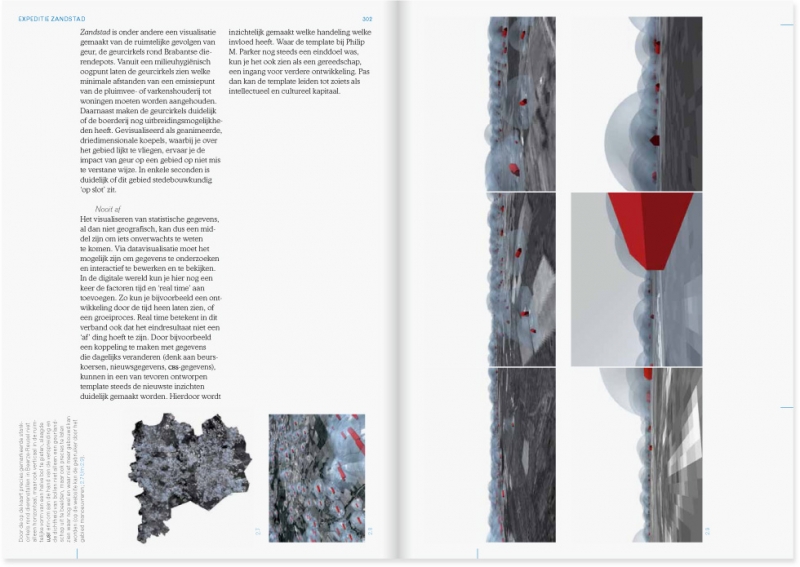 EXPEDITIE ZANDSTAD
Zandstad is onder andere een visualisatie
gemaakt van de ruimtelijke gevolgen van
geur, de geurcirkels rond Brabantse die-
rendepots. Vanuit een milieuhygiënisch
oogpunt laten de geurcirkels zien welke
minimale afstanden van een emissiepunt
van de pluimvee- of varkenshouderij tot
woningen moeten worden aangehouden.
Daarnaast maken de geurcirkels duidelijk
of de boerderij nog uitbreidingsmogelijkhe-
den heeft. Gevisualiseerd als geanimeerde,
driedimensionale koepels, waarbij je over
het gebied lijkt te vliegen, ervaar je de
impact van geur op een gebied op niet mis
te verstane wijze. In enkele seconden is
duidelijk of dit gebied stedebouwkundig
'op slot' zit.
Nooit af
Het visualiseren van statistische gegevens,
al dan niet geografisch, kan dus een mid-
del zijn om iets onverwachts te weten
te komen. Via datavisualisatie moet het
mogelijk zijn om gegevens te onderzoeken
en interactief te bewerken en te bekijken.
In de digitale wereld kun je hier nog een
keer de factoren tijd en 'real time' aan
toevoegen. Zo kun je bijvoorbeeld een ont-
wikkeling door de tijd heen laten zien, of
een groeiproces. Real time betekent in dit
verband ook dat het eindresultaat niet een
'af' ding hoeft te zijn. Door bijvoorbeeld
een koppeling te maken met gegevens
die dagelijks veranderen (denk aan beurs-
koersen, nieuwsgegevens, CBS-gegevens),
kunnen in een van tevoren ontworpen
template steeds de nieuwste inzichten
duidelijk gemaakt worden. Hierdoor wordt
inzichtelijk gemaakt welke handeling welke
invloed heeft. Waar de template bij Philip
M. Parker nog steeds een einddoel was,
kun je het ook zien als een gereedschap,
een ingang voor verdere ontwikkeling. Pas
dan kan de template leiden tot zoiets als
intellectueel en cultureel kapitaal.